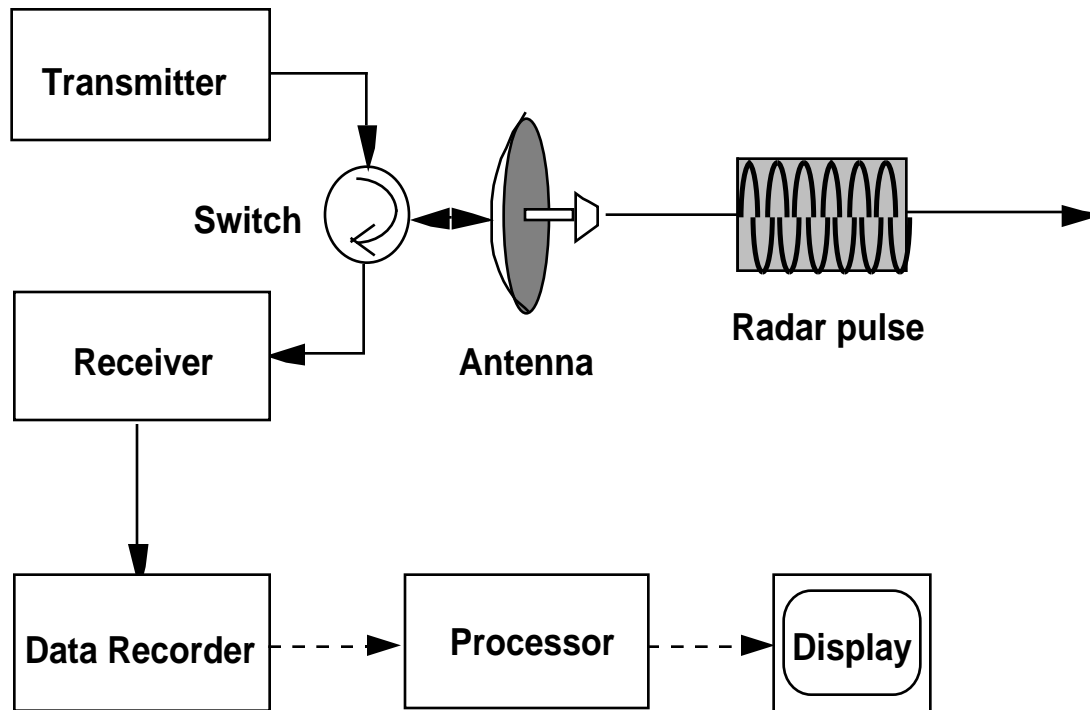 Transmitter
Switch
Receiver
Antenna
Radar pulse
Data Recorder
Processor
Display